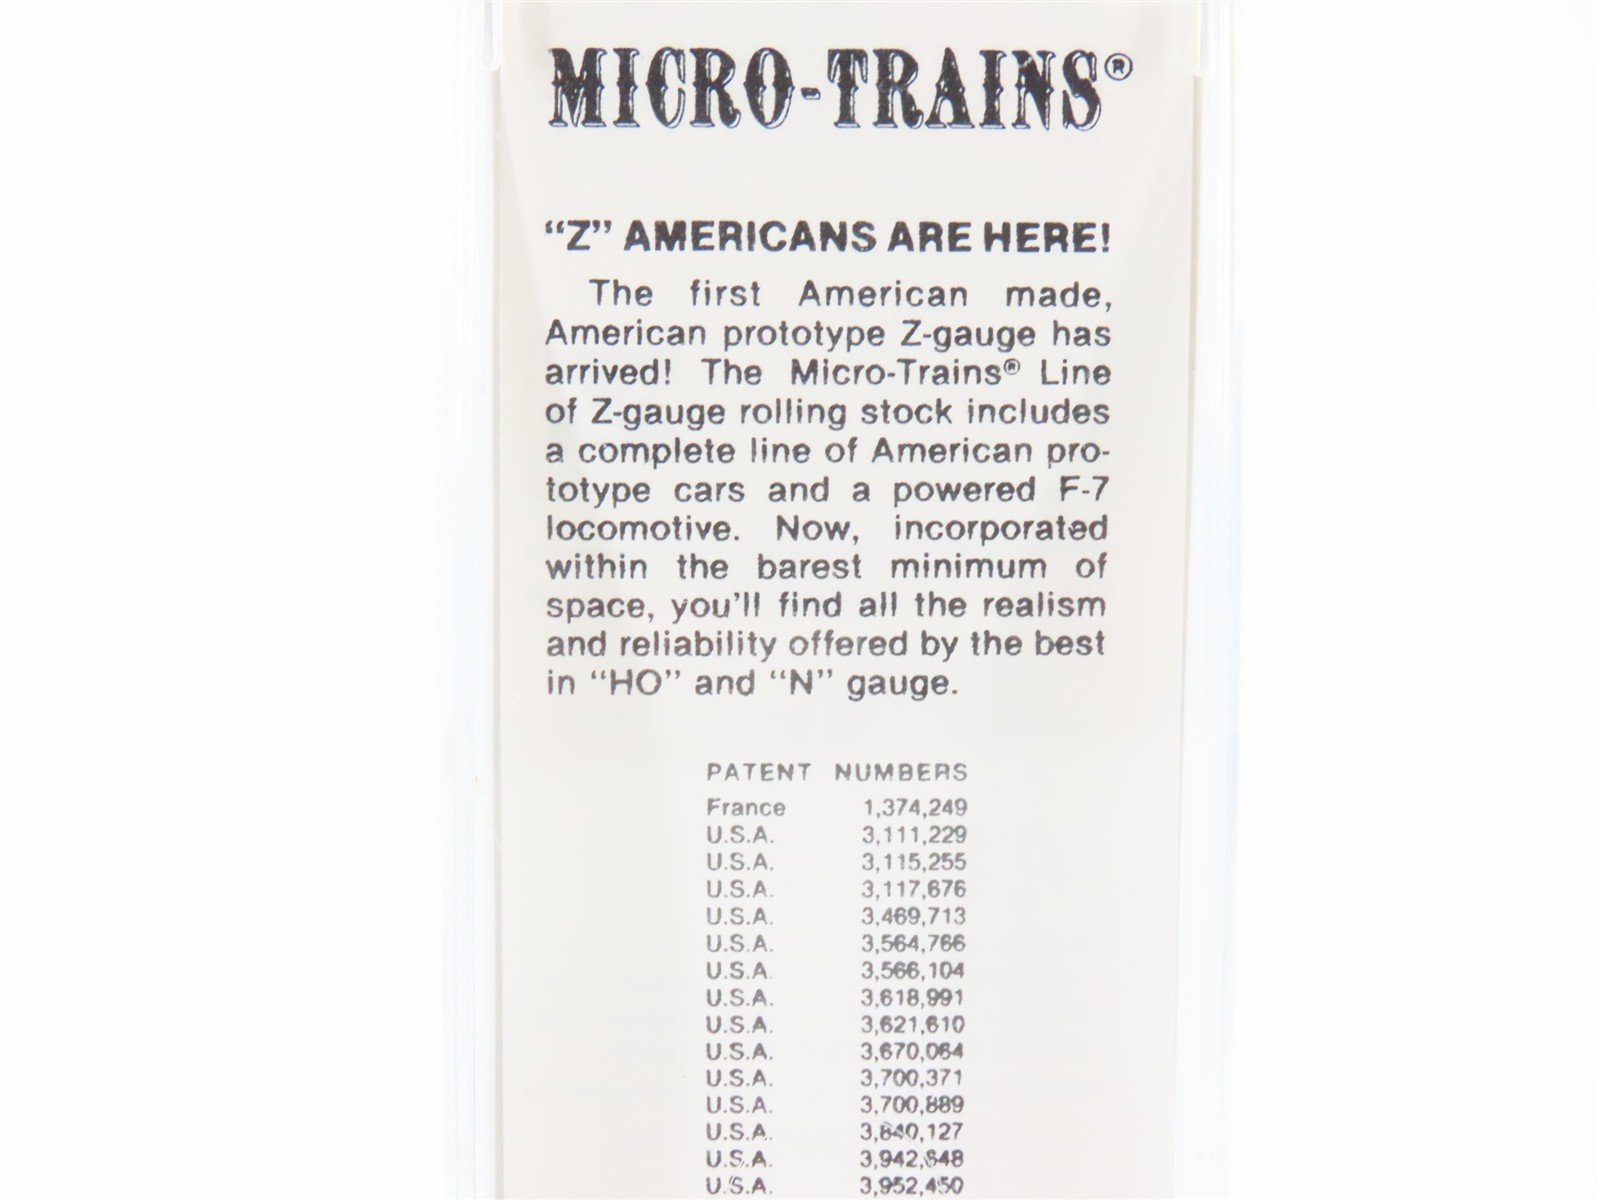 MICRO-TRAINS®
"Z" AMERICANS ARE HERE!
The first American made,
American prototype Z-gauge has
arrived! The Micro-Trains® Line
of Z-gauge rolling stock includes
a complete line of American pro-
totype cars and a powered F-7
locomotive. Now, incorporated
within the barest minimum of
space, you'll find all the realism
and reliability offered by the best
in "HO" and "N" gauge.
PATENT NUMBERS
France 1,374,249
U.S.A. 3,111,229
U.S.A. 3,115,255
U.S.A. 3,117,676
U.S.A. 3,469,713
U.S.A. 3,564,766
U.S.A. 3,566,104
U.S.A. 3,618,991
U.S.A. 3,621,610
U.S.A. 3,670,064
U.S.A. 3,700,371
U.S.A. 3,700,889
U.S.A. 3,840,127
U.S.A. 3,942,648
U.S.A. 3,952,450